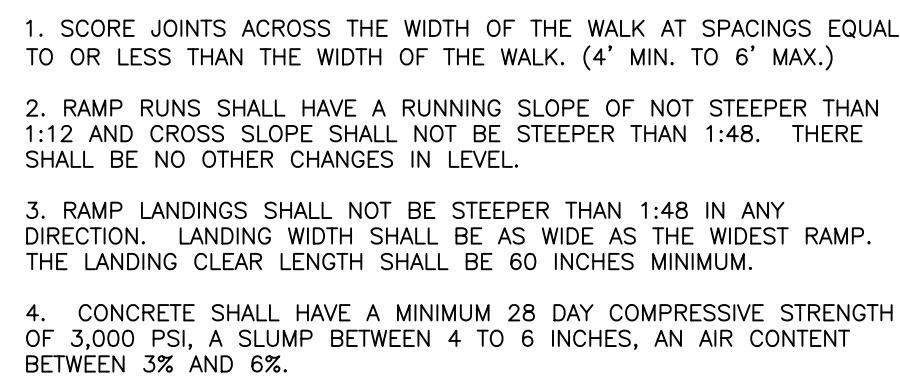 1. SCORE JOINTS ACROSS THE WIDTH OF THE WALK AT SPACINGS EQUAL
TO OR LESS THAN THE WIDTH OF THE WALK. (4' MIN. TO 6' MAX.)
2. RAMP RUNS SHALL HAVE A RUNNING SLOPE OF NOT STEEPER THAN
1:12 AND CROSS SLOPE SHALL NOT BE STEEPER THAN 1:48. THERE
SHALL BE NO OTHER CHANGES IN LEVEL.
3. RAMP LANDINGS SHALL NOT BE STEEPER THAN 1:48 IN ANY
DIRECTION. LANDING WIDTH SHALL BE AS WIDE AS THE WIDEST RAMP.
THE LANDING CLEAR LENGTH SHALL BE 60 INCHES MINIMUM.
4. CONCRETE SHALL HAVE A MINIMUM 28 DAY COMPRESSIVE STRENGTH
OF 3,000 PSI, A SLUMP BETWEEN 4 TO 6 INCHES, AN AIR CONTENT
BETWEEN 3% AND 6%.